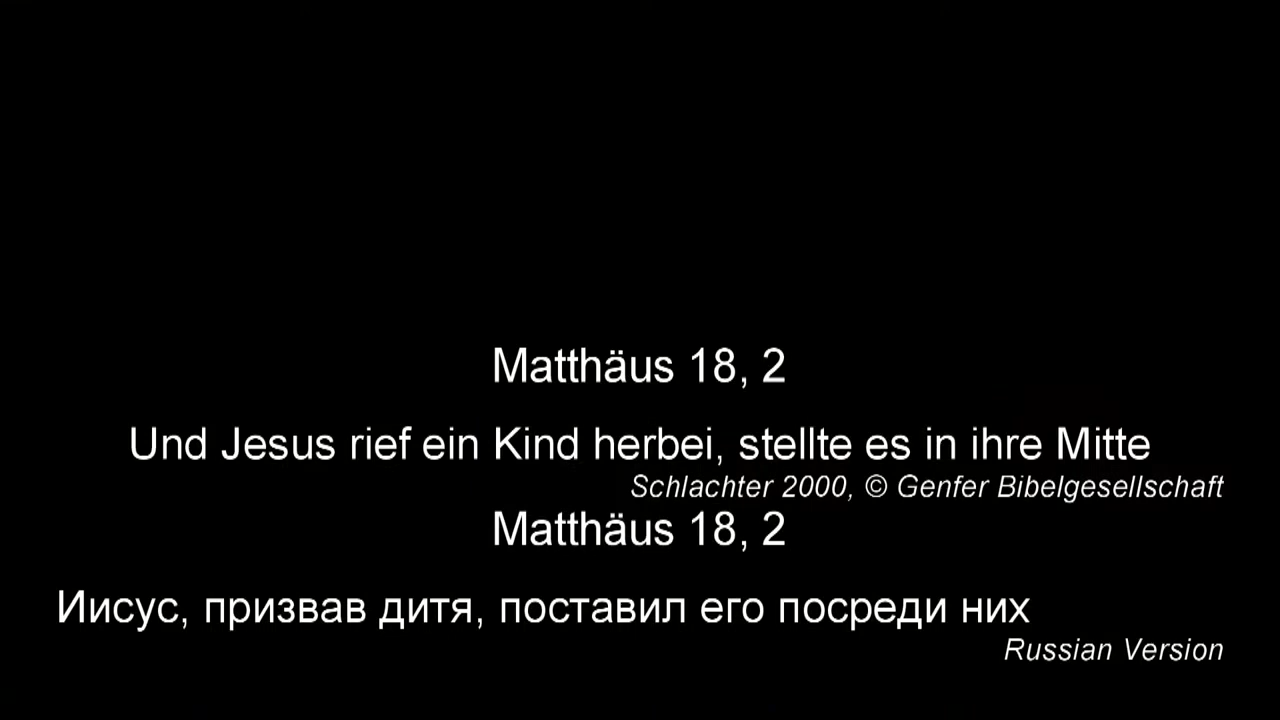 Matthäus 18, 2
Und Jesus rief ein Kind herbei, stellte es in ihre Mitte
Schlachter 2000, © Genfer Bibelgesellschaft
Matthäus 18, 2
Иисус, призвав дитя, поставил его посреди них
Russian Version